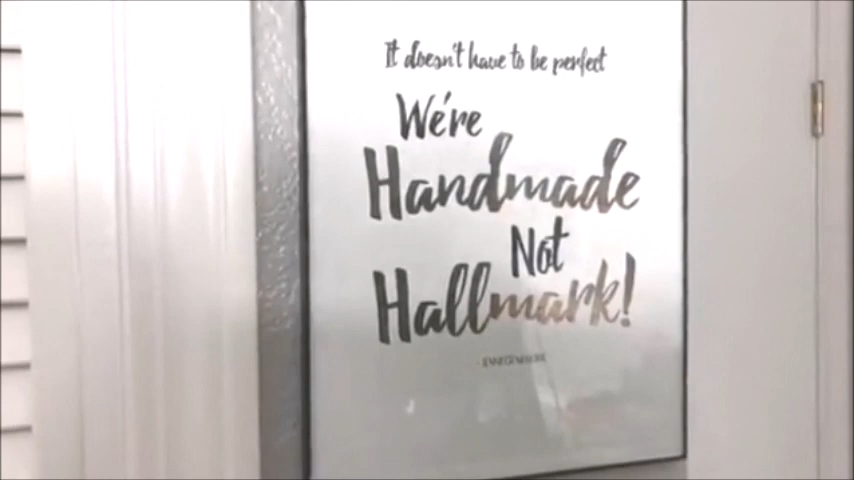 It doesn't have to be perfect
We're
Handmade
Not
Hallmark!